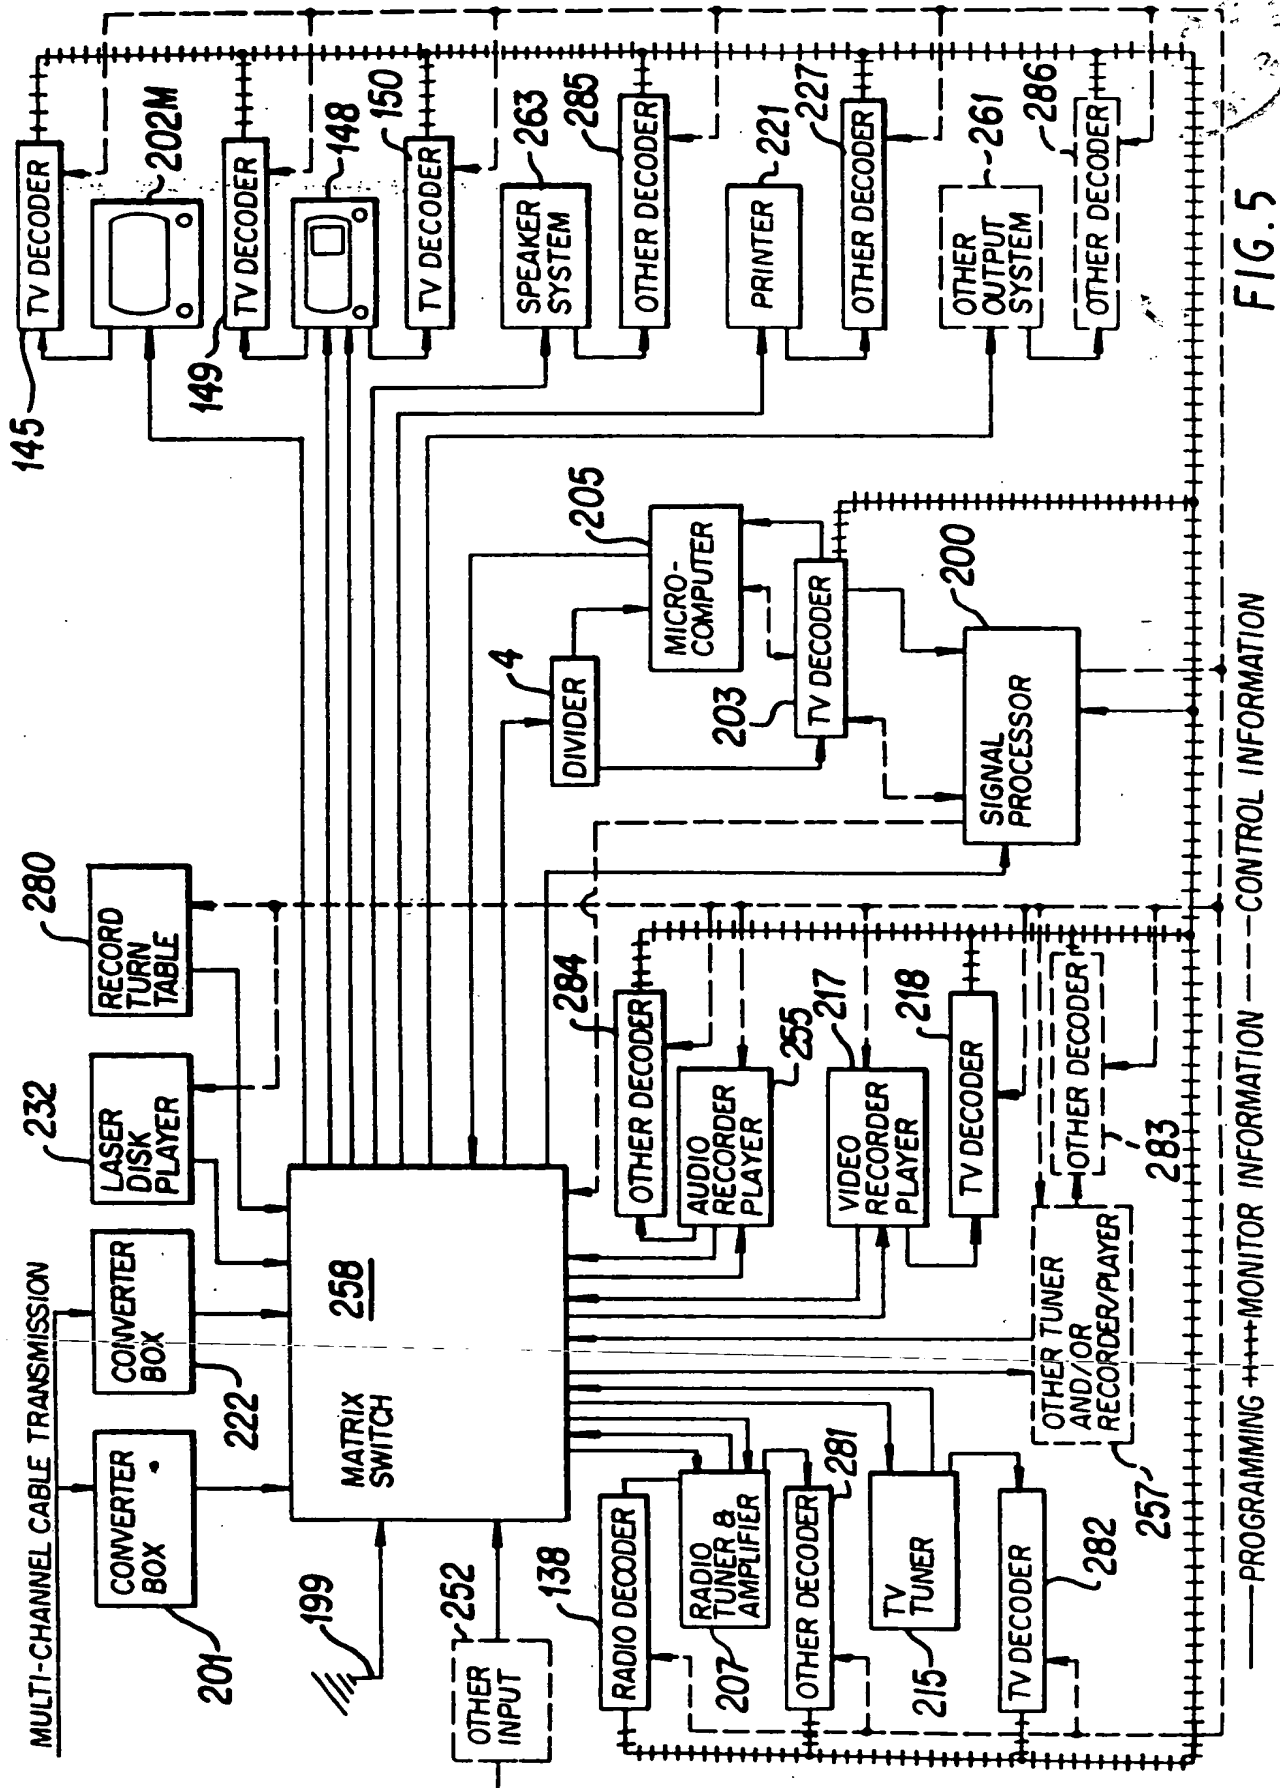 MULTI-CHANNEL CABLE TRANSMISSION
CONVERTER
BOX
201
CONVERTER
BOX
222
LASER
DISK
PLAYER
232
RECORD
TURN
TABLE
280
199
OTHER
INPUT
252
MATRIX
SWITCH
258
RADIO DECODER
138
RADIO
TUNER &
AMPLIFIER
207
OTHER DECODER
281
TV
TUNER
215
TV DECODER
282
OTHER TUNER
AND/OR
RECORDER/PLAYER
257
OTHER DECODER
284
AUDIO
RECORDER
PLAYER
255
VIDEO
RECORDER
PLAYER
217
TV DECODER
218
OTHER DECODER
283
DIVIDER
4
MICRO-
COMPUTER
205
TV DECODER
203
SIGNAL
PROCESSOR
200
145
TV DECODER
202M
149
TV DECODER
148
TV DECODER
150
SPEAKER
SYSTEM
263
OTHER DECODER
285
PRINTER
221
OTHER DECODER
227
OTHER
OUTPUT
SYSTEM
261
OTHER DECODER
286
PROGRAMMING MONITOR INFORMATION CONTROL INFORMATION
FIG. 5